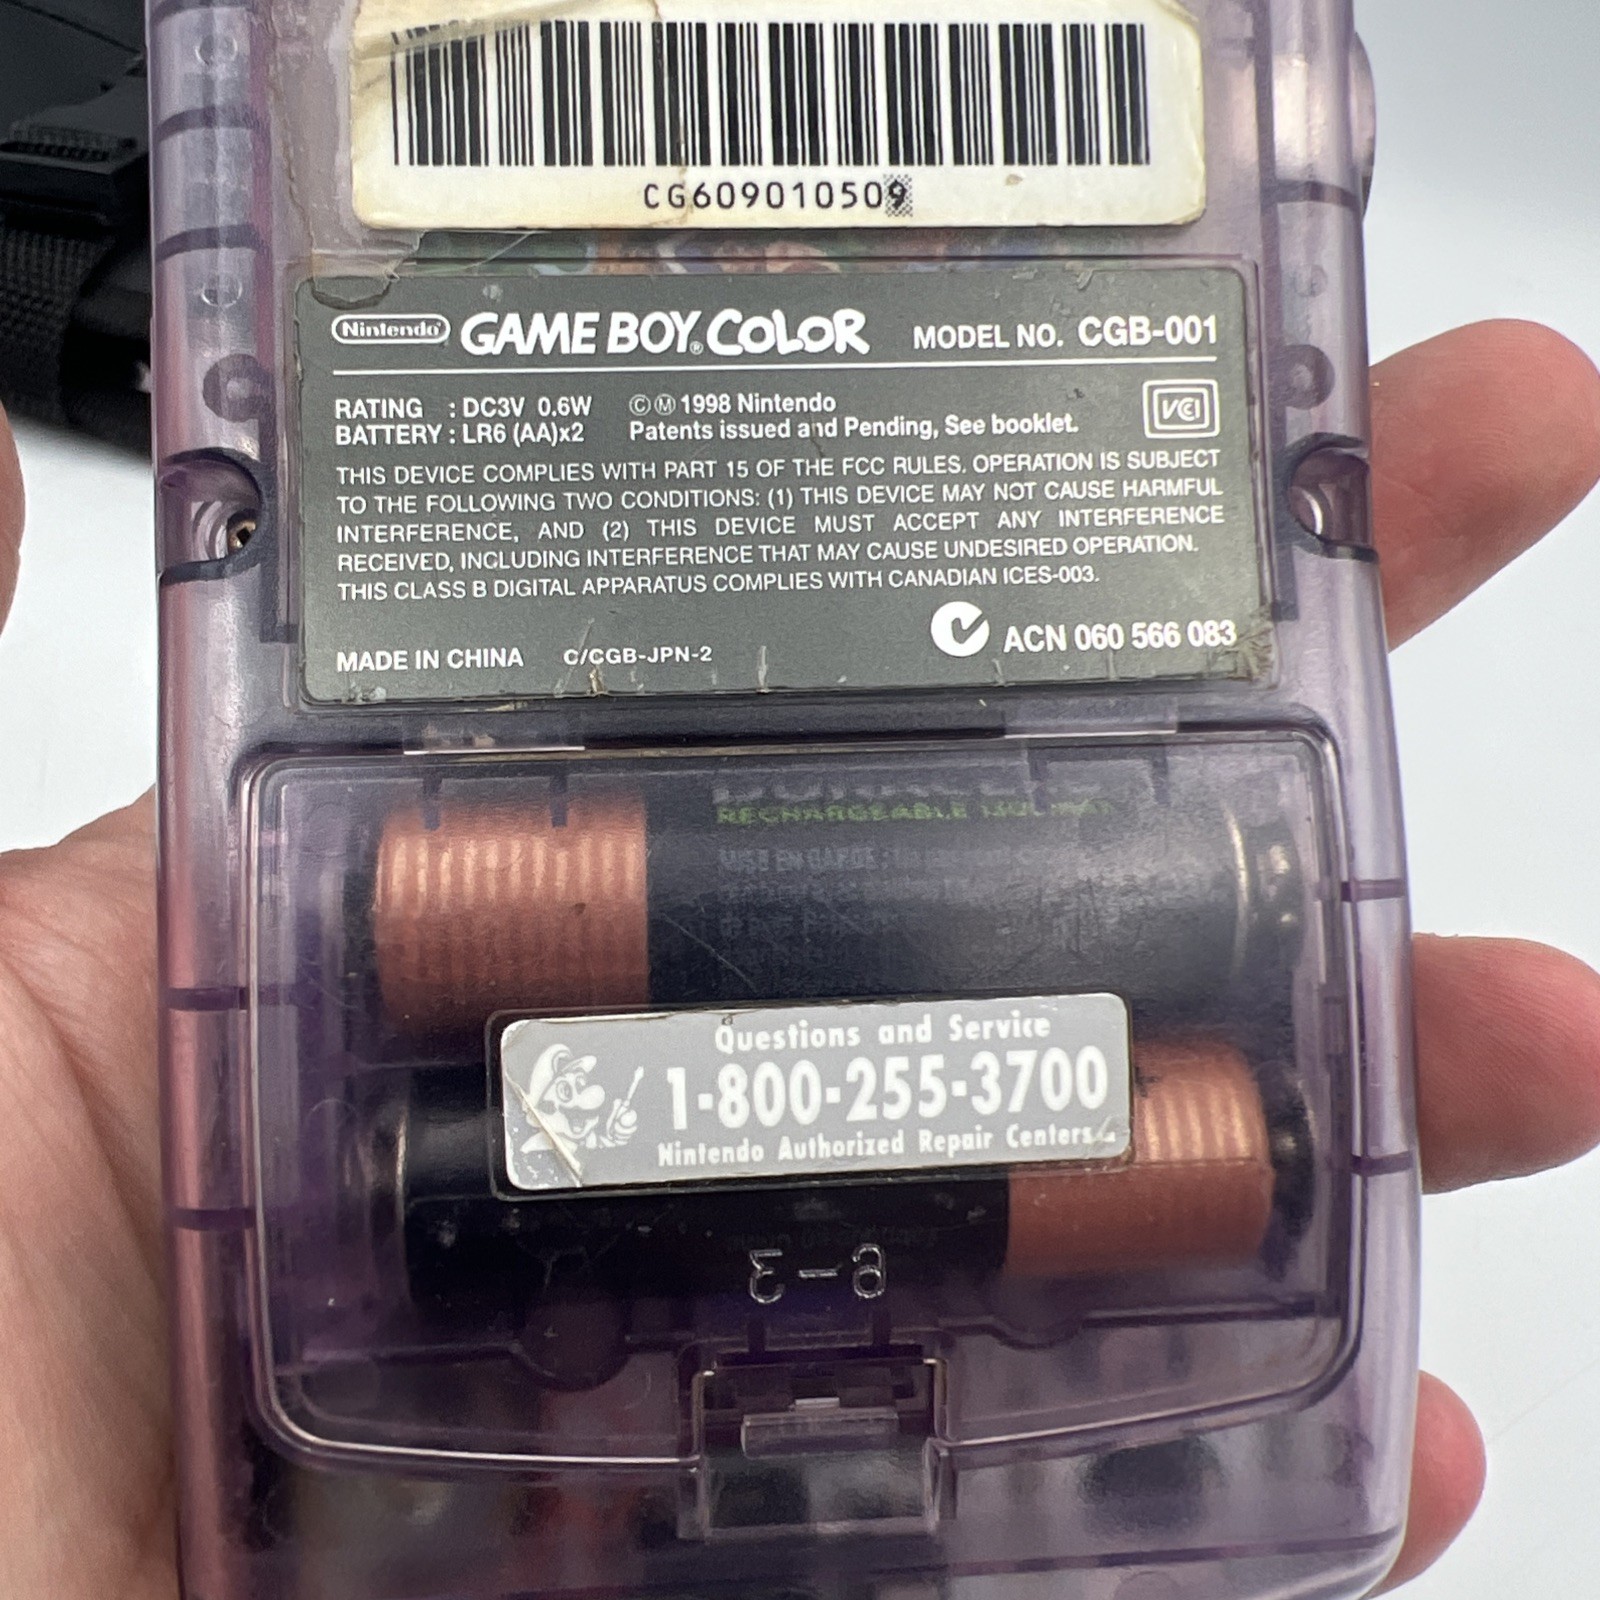 CG609010509
Nintendo® GAME BOY® COLOR MODEL NO. CGB-001
RATING : DC3V 0.6W ©Ⓜ1998 Nintendo
BATTERY : LR6 (AA)x2 Patents issued and Pending, See booklet.
VCI
THIS DEVICE COMPLIES WITH PART 15 OF THE FCC RULES. OPERATION IS SUBJECT
TO THE FOLLOWING TWO CONDITIONS: (1) THIS DEVICE MAY NOT CAUSE HARMFUL
INTERFERENCE, AND (2) THIS DEVICE MUST ACCEPT ANY INTERFERENCE
RECEIVED, INCLUDING INTERFERENCE THAT MAY CAUSE UNDESIRED OPERATION.
THIS CLASS B DIGITAL APPARATUS COMPLIES WITH CANADIAN ICES-003.
MADE IN CHINA C/CGB-JPN-2 ACN 060 566 083
RECHARGEABLE
MISE EN GARDE :
Questions and Service
1-800-255-3700
Nintendo Authorized Repair Centers